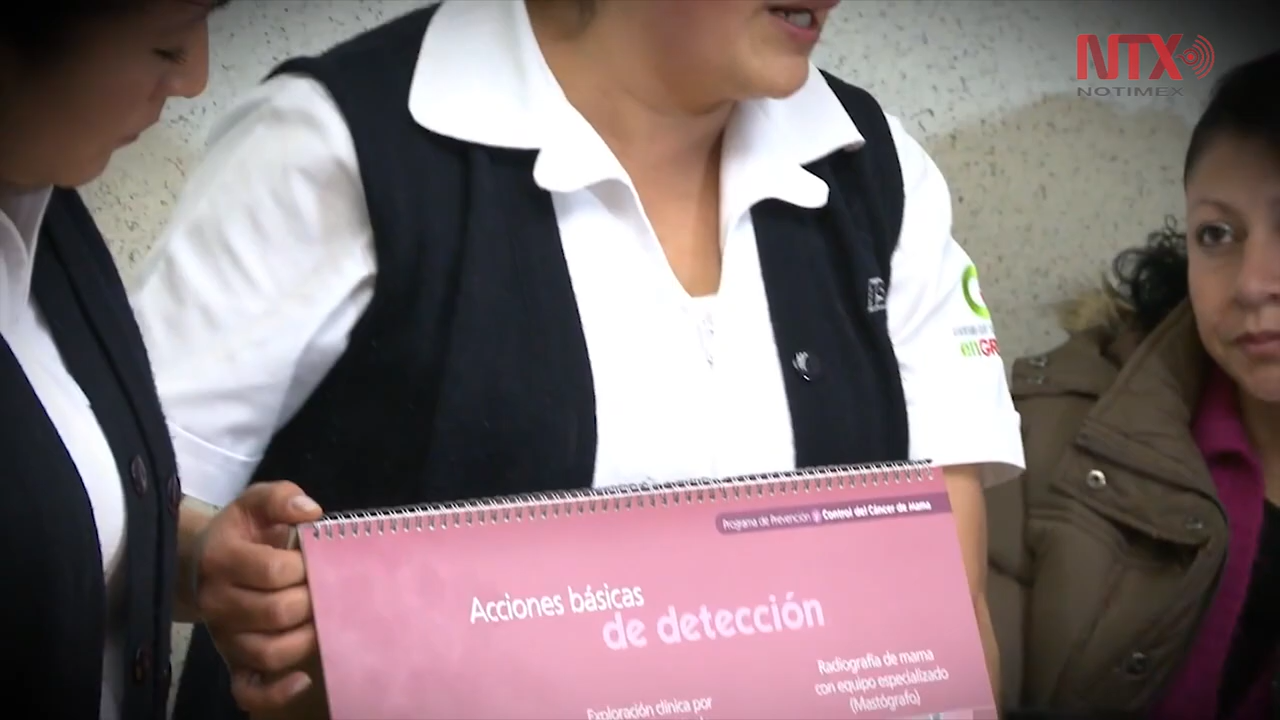 NTX
NOTIMEX
enGR
Programa de Prevención y Control del Cáncer de Mama
Acciones básicas
de detección
Radiografía de mama
con equipo especializado
(Mastógrafo)
Exploración clínica por